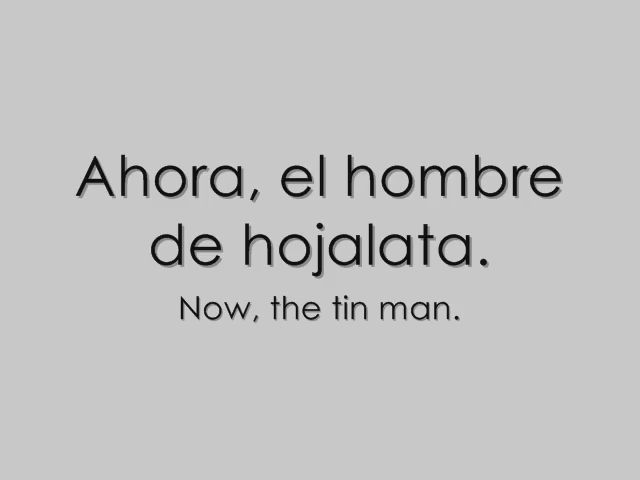 Ahora, el hombre
de hojalata.
Now, the tin man.